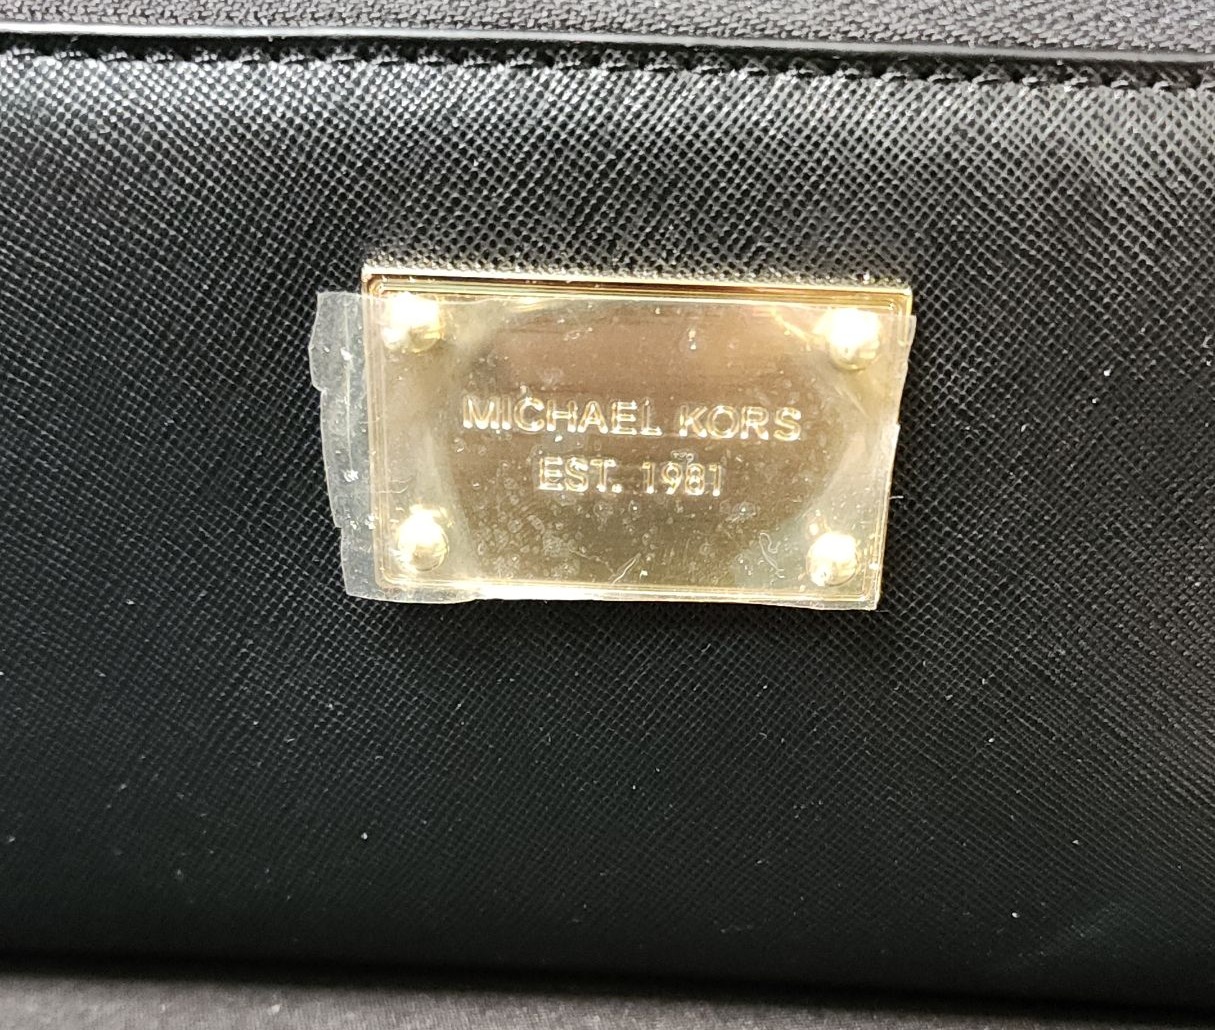 MICHAEL KORS
EST. 1981